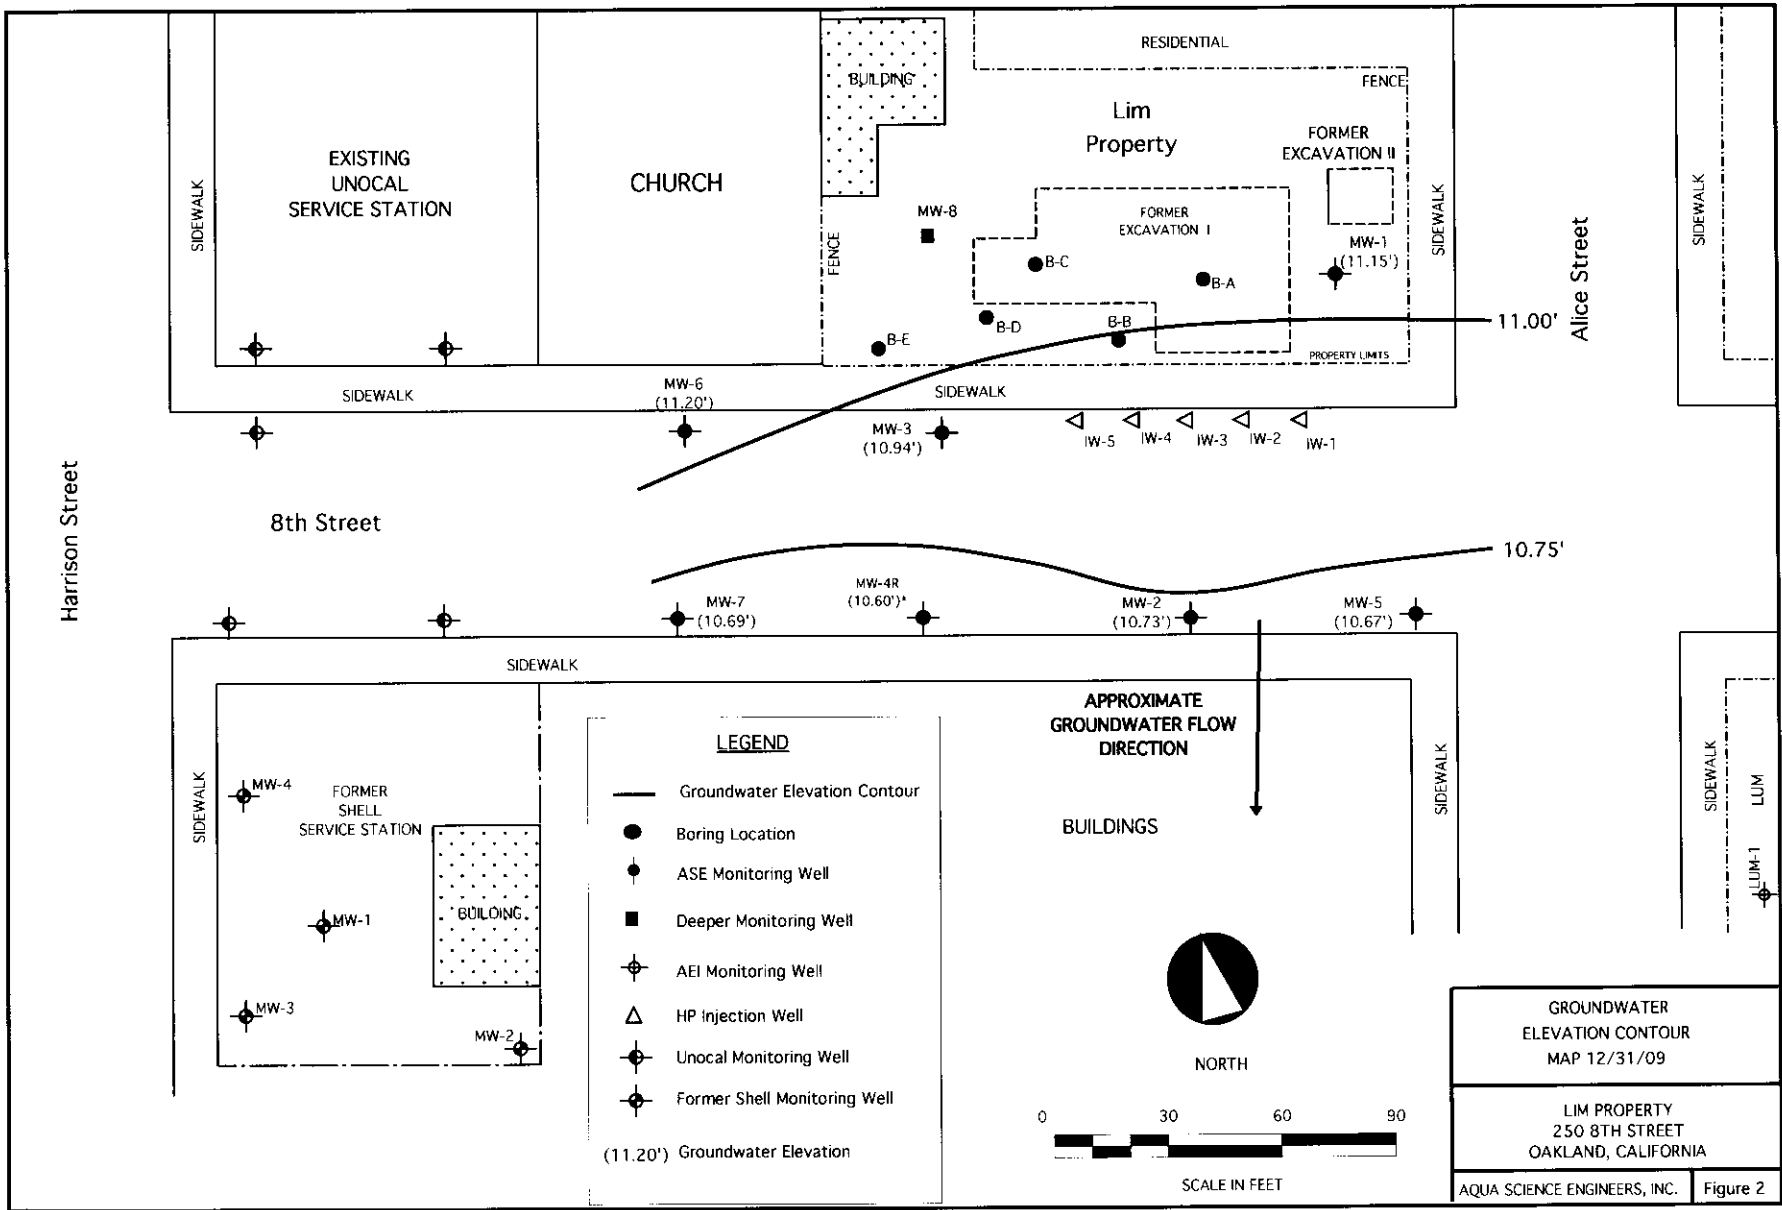 RESIDENTIAL
FENCE
BUILDING
Lim
Property
FORMER
EXCAVATION II
EXISTING
UNOCAL
SERVICE STATION
CHURCH
SIDEWALK
MW-8
FORMER
EXCAVATION I
FENCE
MW-1
(11.15')
SIDEWALK
SIDEWALK
Alice Street
B-C
B-A
B-D
B-B
B-E
11.00'
PROPERTY LIMITS
SIDEWALK
MW-6
(11.20')
SIDEWALK
MW-3
(10.94')
IW-5
IW-4
IW-3
IW-2
IW-1
Harrison Street
8th Street
10.75'
MW-7
(10.69')
MW-4R
(10.60')*
MW-2
(10.73')
MW-5
(10.67')
SIDEWALK
APPROXIMATE
GROUNDWATER FLOW
DIRECTION
BUILDINGS
SIDEWALK
SIDEWALK
SIDEWALK
LUM
LUM-1
MW-4
FORMER
SHELL
SERVICE STATION
BUILDING
MW-1
MW-3
MW-2
LEGEND
Groundwater Elevation Contour
Boring Location
ASE Monitoring Well
Deeper Monitoring Well
AEI Monitoring Well
HP Injection Well
Unocal Monitoring Well
Former Shell Monitoring Well
(11.20') Groundwater Elevation
NORTH
0 30 60 90
SCALE IN FEET
GROUNDWATER
ELEVATION CONTOUR
MAP 12/31/09
LIM PROPERTY
250 8TH STREET
OAKLAND, CALIFORNIA
AQUA SCIENCE ENGINEERS, INC.
Figure 2